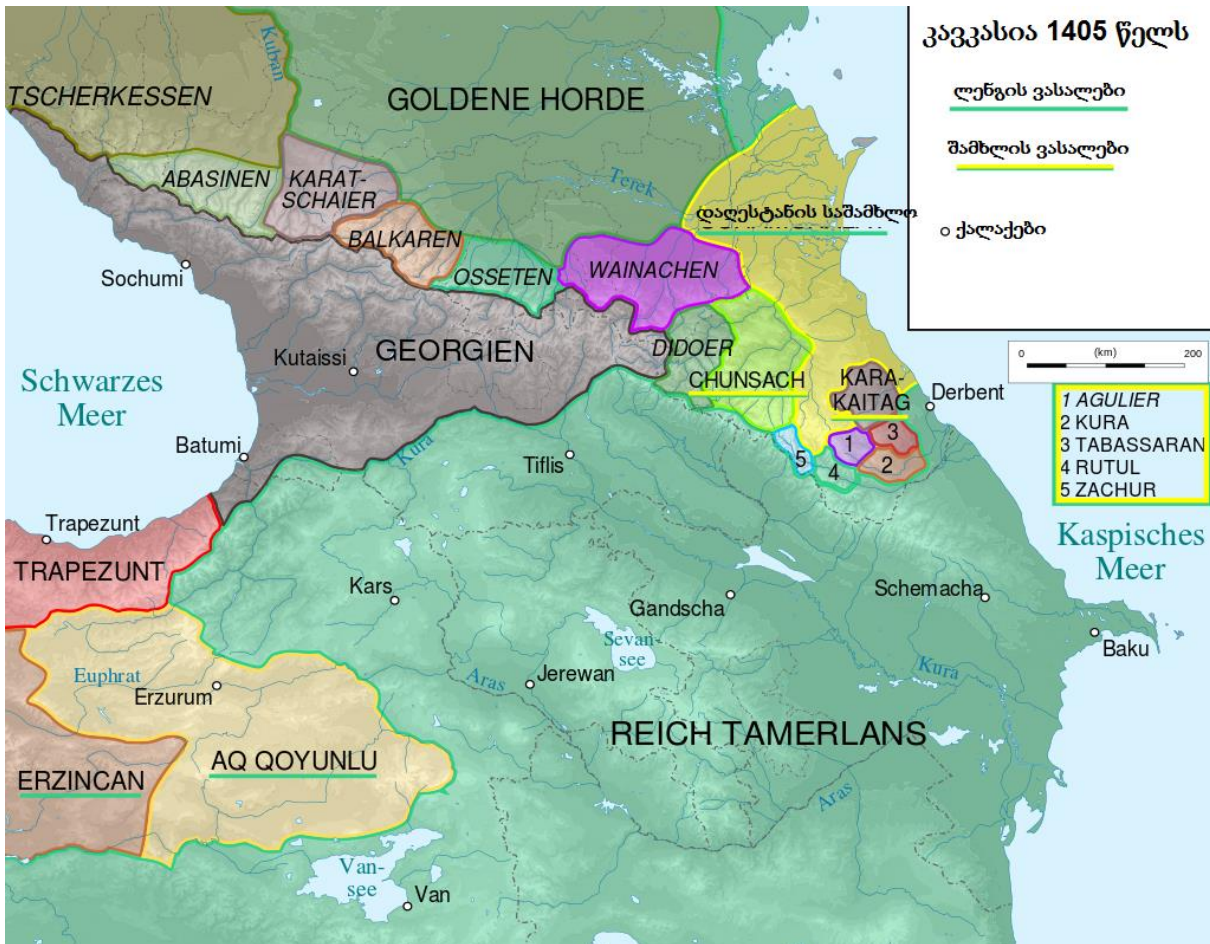 კავკასია 1405 წელს
ლენგის ვასალები
შამხლის ვასალები
ქალაქები
0 (km) 200
1 AGULIER
2 KURA
3 TABASSARAN
4 RUTUL
5 ZACHUR
Kuban
TSCHERKESSEN
GOLDENE HORDE
ABASINEN
KARAT-
SCHAIER
Terek
დაღესტანის საშამხლო
BALKAREN
OSSETEN
WAINACHEN
Sochumi
GEORGIEN
DIDOER
Kutaissi
CHUNSACH
KARA-
KAITAG
Derbent
Schwarzes
Meer
Batumi
Kura
Tiflis
1
2
3
4
5
Trapezunt
TRAPEZUNT
Kaspisches
Meer
Kars
Gandscha
Schemacha
Sevan-
see
Baku
Euphrat
Erzurum
Aras
Jerewan
Kura
REICH TAMERLANS
ERZINCAN
AQ QOYUNLU
Aras
Van-
see
Van